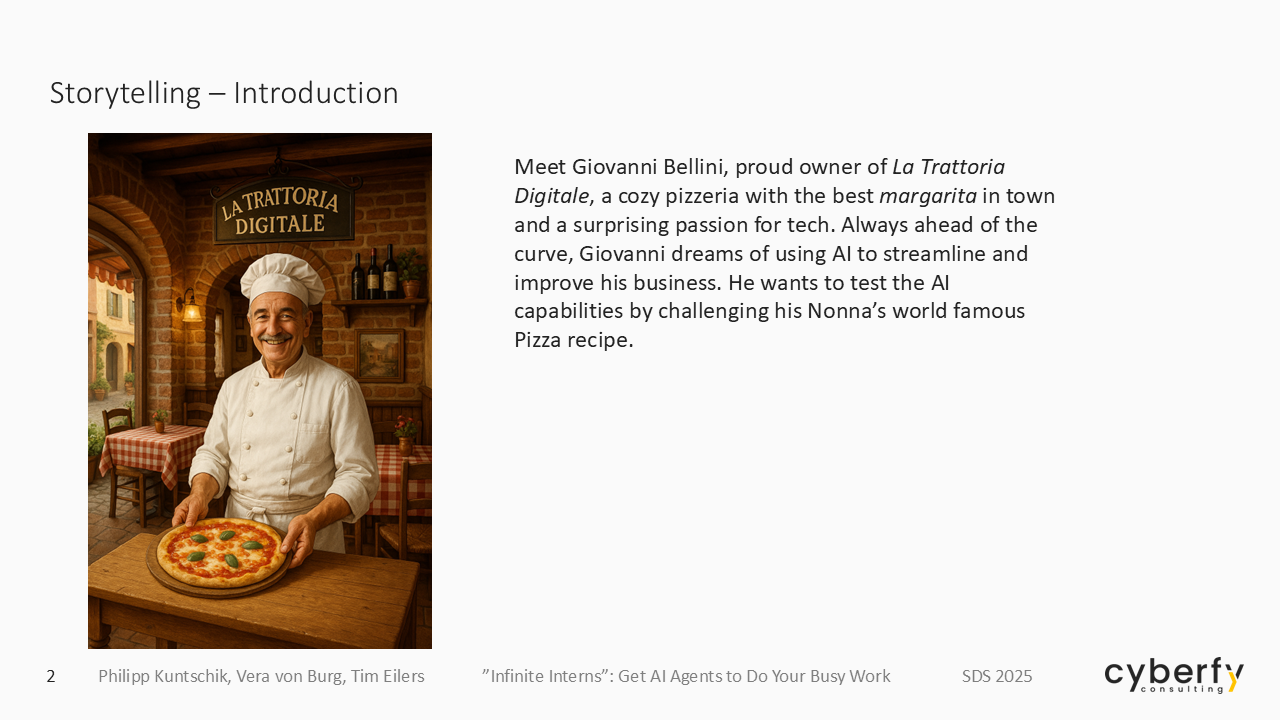 Storytelling – Introduction
LA TRATTORIA
DIGITALE
Meet Giovanni Bellini, proud owner of La Trattoria
Digitale, a cozy pizzeria with the best margarita in town
and a surprising passion for tech. Always ahead of the
curve, Giovanni dreams of using AI to streamline and
improve his business. He wants to test the AI
capabilities by challenging his Nonna’s world famous
Pizza recipe.
2 Philipp Kuntschik, Vera von Burg, Tim Eilers ”Infinite Interns”: Get AI Agents to Do Your Busy Work SDS 2025
cyberfy
consulting